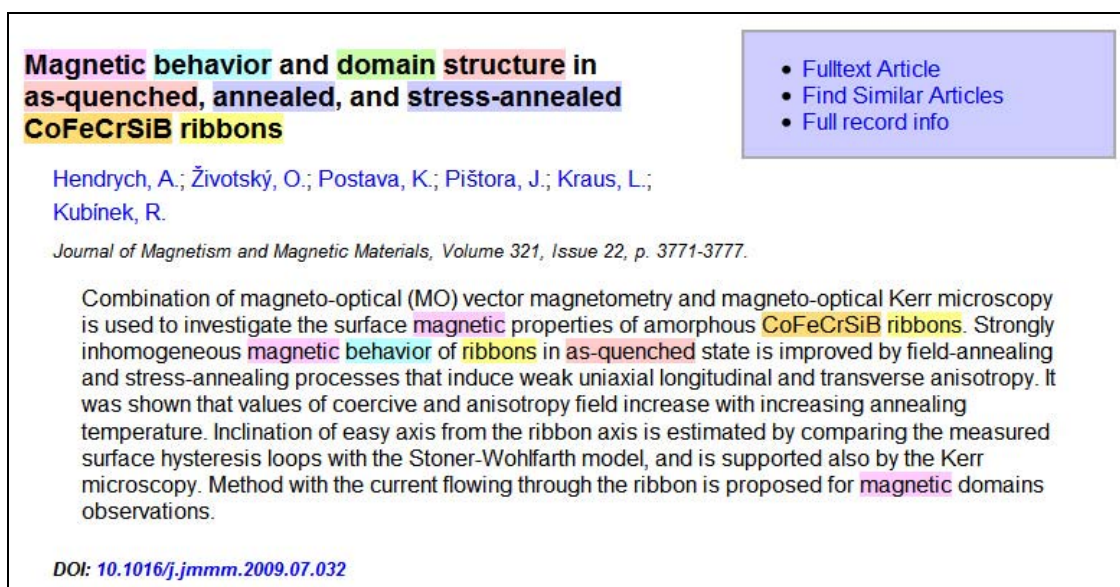 Magnetic behavior and domain structure in
as-quenched, annealed, and stress-annealed
CoFeCrSiB ribbons
• Fulltext Article
• Find Similar Articles
• Full record info
Hendrych, A.; Životský, O.; Postava, K.; Pištora, J.; Kraus, L.;
Kubínek, R.
Journal of Magnetism and Magnetic Materials, Volume 321, Issue 22, p. 3771-3777.
Combination of magneto-optical (MO) vector magnetometry and magneto-optical Kerr microscopy
is used to investigate the surface magnetic properties of amorphous CoFeCrSiB ribbons. Strongly
inhomogeneous magnetic behavior of ribbons in as-quenched state is improved by field-annealing
and stress-annealing processes that induce weak uniaxial longitudinal and transverse anisotropy. It
was shown that values of coercive and anisotropy field increase with increasing annealing
temperature. Inclination of easy axis from the ribbon axis is estimated by comparing the measured
surface hysteresis loops with the Stoner-Wohlfarth model, and is supported also by the Kerr
microscopy. Method with the current flowing through the ribbon is proposed for magnetic domains
observations.
DOI: 10.1016/j.jmmm.2009.07.032